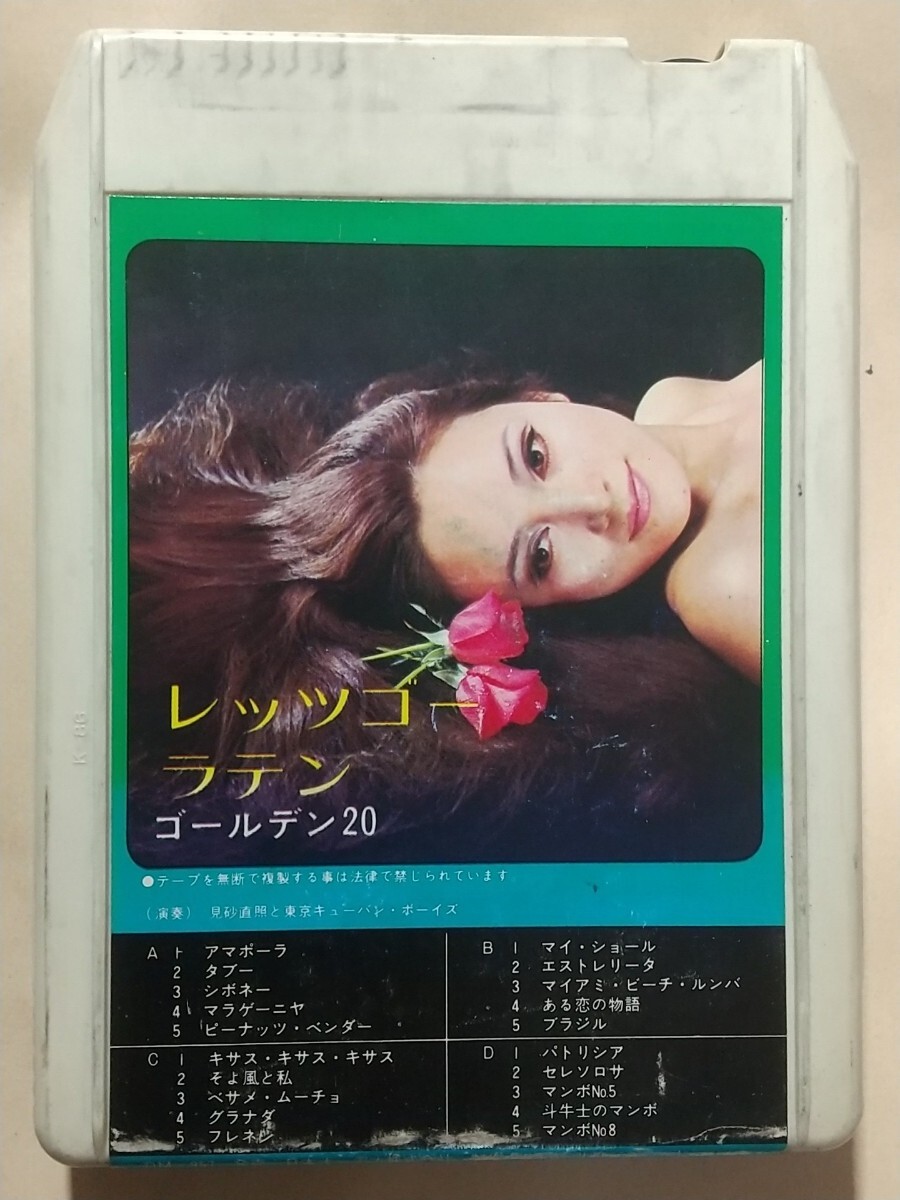 レッツゴー
ラテン
ゴールデン20
●テープを無断で複製する事は法律で禁じられています
(演奏) 見砂直照と東京キューバン・ボーイズ
A 1 アマポーラ
2 タブー
3 シボネー
4 マラゲーニヤ
5 ピーナッツ・ベンダー
B 1 マイ・ショール
2 エストレリータ
3 マイアミ・ビーチ・ルンバ
4 ある恋の物語
5 ブラジル
C 1 キサス・キサス・キサス
2 そよ風と私
3 ベサメ・ムーチョ
4 グラナダ
5 フレネシ
D 1 パトリシア
2 セレソロサ
3 マンボNo.5
4 斗牛士のマンボ
5 マンボNo8